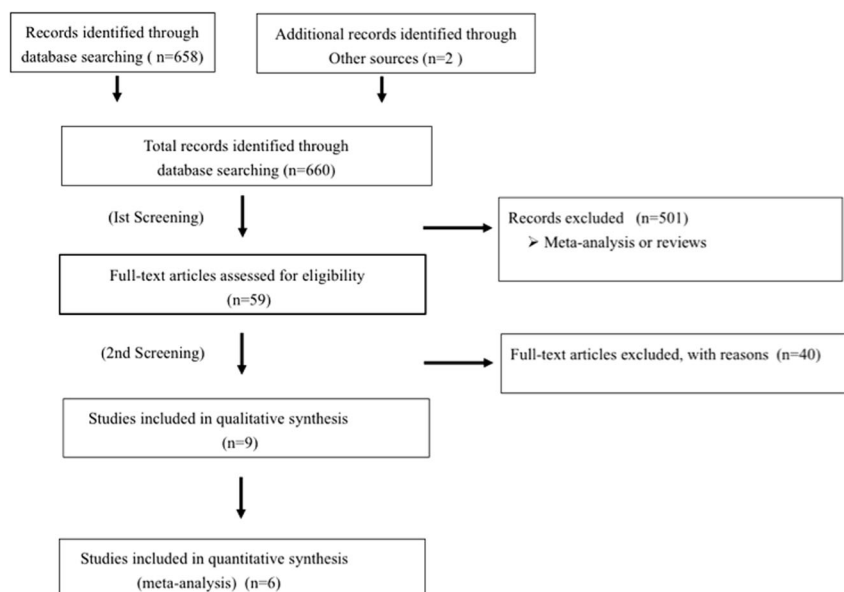 Records identified through
database searching ( n=658)
Additional records identified through
Other sources (n=2 )
Total records identified through
database searching (n=660)
(Ist Screening)
Records excluded (n=501)
➢ Meta-analysis or reviews
Full-text articles assessed for eligibility
(n=59)
(2nd Screening)
Full-text articles excluded, with reasons (n=40)
Studies included in qualitative synthesis
(n=9)
Studies included in quantitative synthesis
(meta-analysis) (n=6)